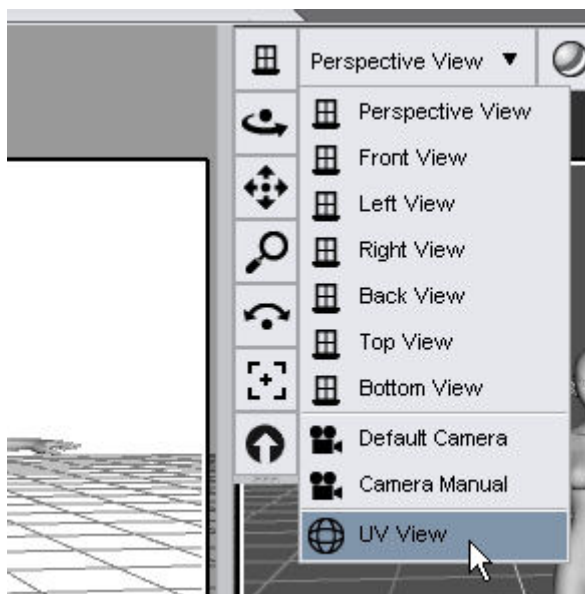 Perspective View
Perspective View
Front View
Left View
Right View
Back View
Top View
Bottom View
Default Camera
Camera Manual
UV View